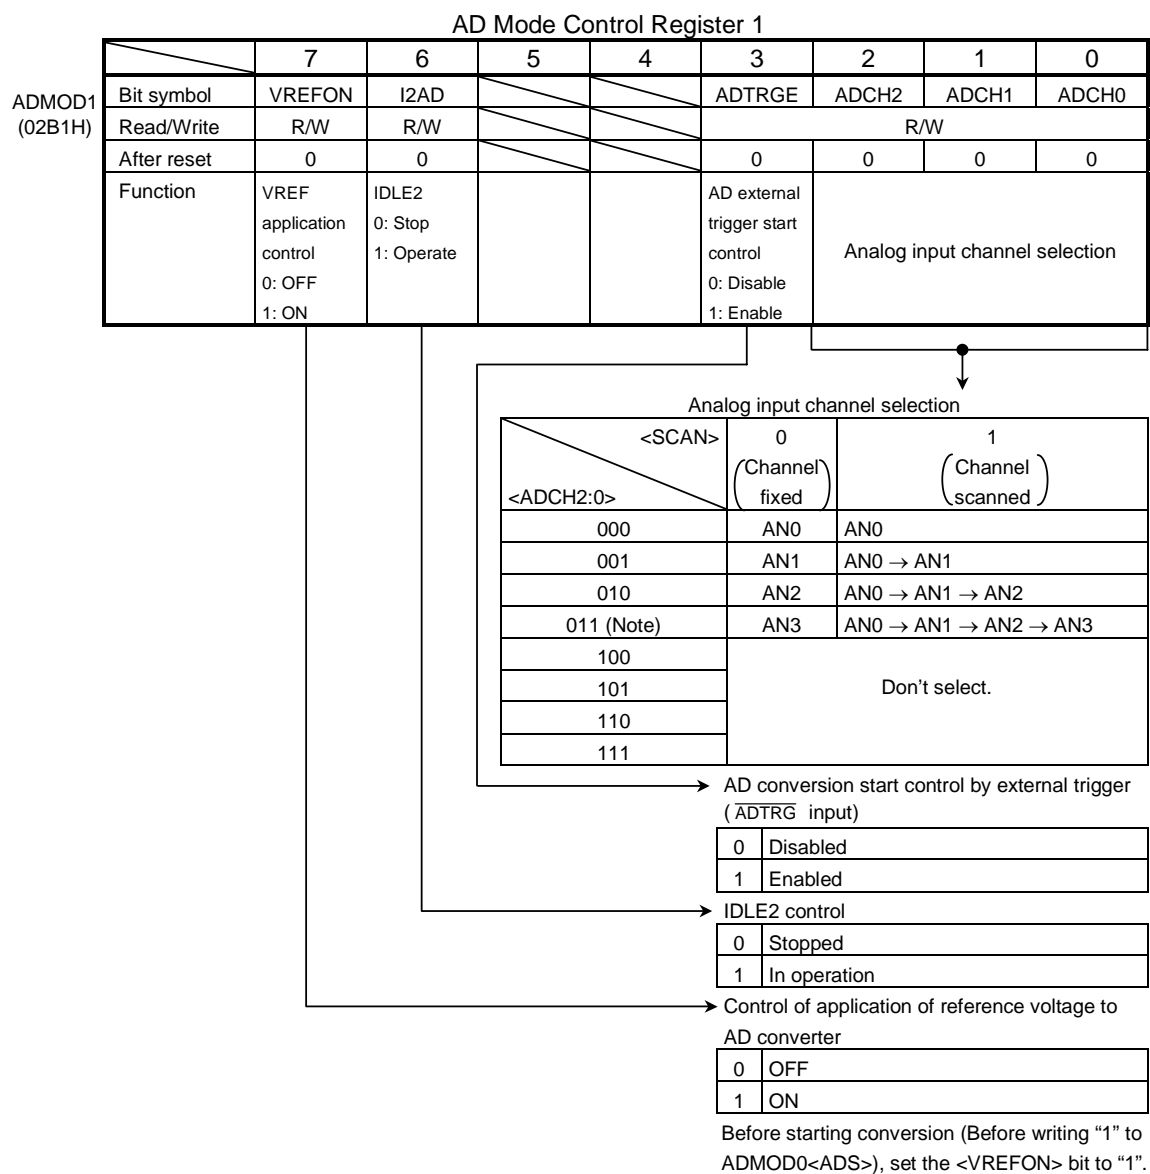 AD Mode Control Register 1
7 6 5 4 3 2 1 0
ADMOD1
(02B1H)
Bit symbol VREFON I2AD ADTRGE ADCH2 ADCH1 ADCH0
Read/Write R/W R/W R/W
After reset 0 0 0 0 0 0
Function
VREF
application
control
0: OFF
1: ON
IDLE2
0: Stop
1: Operate
AD external
trigger start
control
0: Disable
1: Enable
Analog input channel selection
Analog input channel selection
<SCAN>
<ADCH2:0>
0
(Channel
fixed)
1
(Channel
scanned)
000 AN0 AN0
001 AN1 AN0 → AN1
010 AN2 AN0 → AN1 → AN2
011 (Note) AN3 AN0 → AN1 → AN2 → AN3
100
101
110
111
Don't select.
AD conversion start control by external trigger
( ADTRG input)
0 Disabled
1 Enabled
IDLE2 control
0 Stopped
1 In operation
Control of application of reference voltage to
AD converter
0 OFF
1 ON
Before starting conversion (Before writing “1” to
ADMOD0<ADS>), set the <VREFON> bit to “1”.